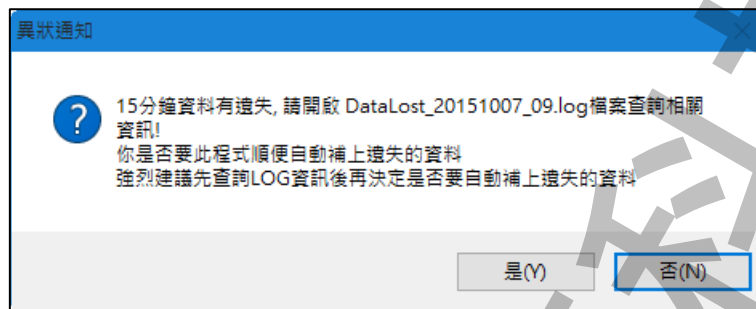 異狀通知
15分鐘資料有遺失, 請開啟 DataLost_20151007_09.log檔案查詢相關
資訊!
你是否要此程式順便自動補上遺失的資料
強烈建議先查詢LOG資訊後再決定是否要自動補上遺失的資料
是(Y)
否(N)